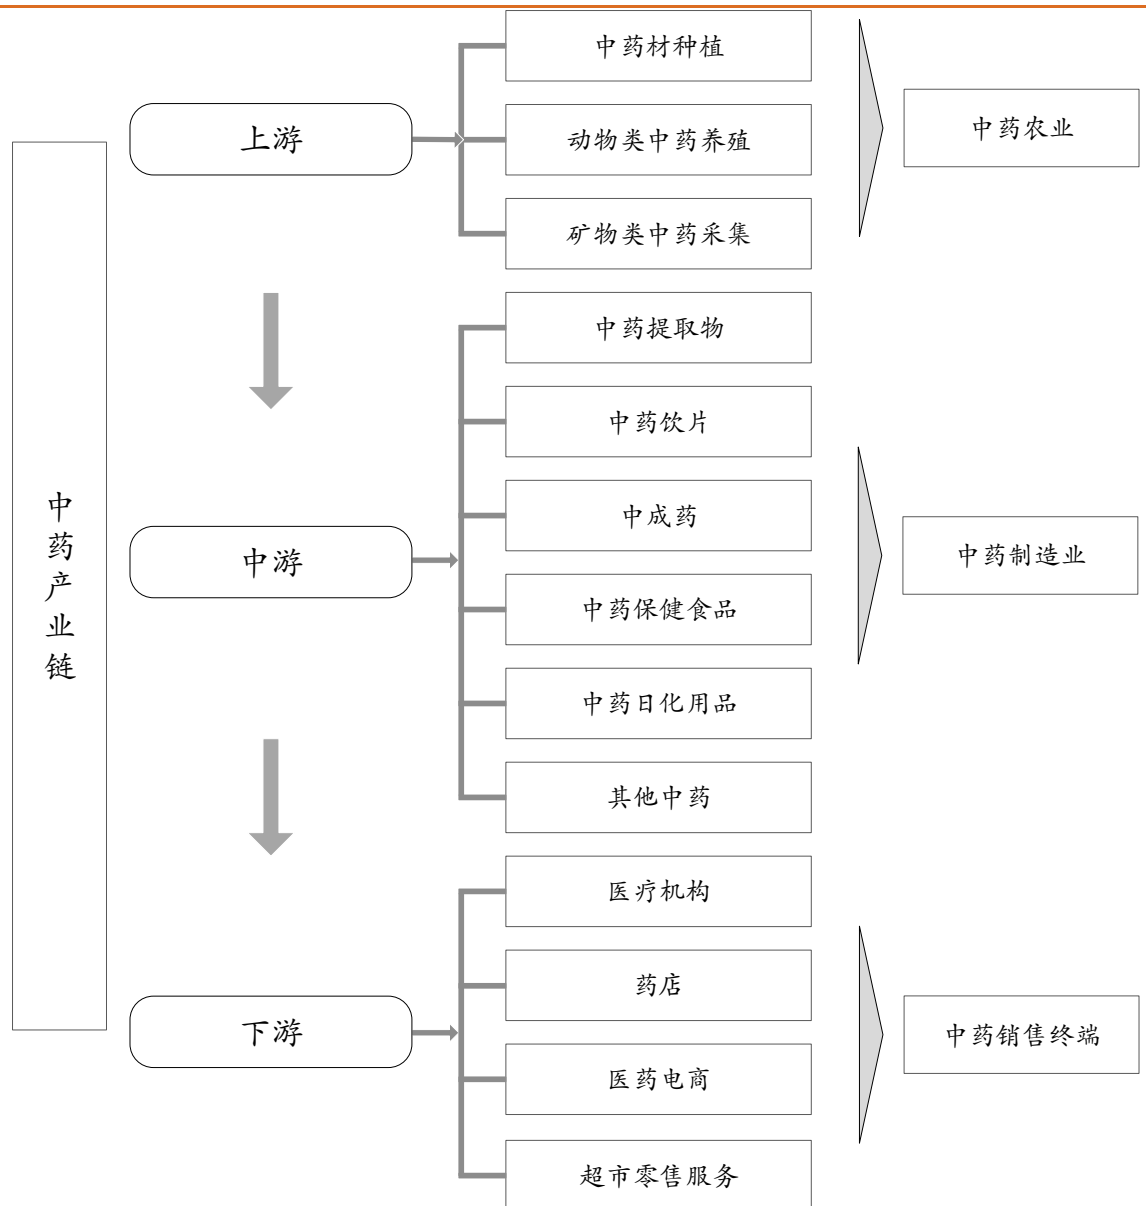 中药产业链
上游
中药材种植
动物类中药养殖
矿物类中药采集
中药农业
中游
中药提取物
中药饮片
中成药
中药保健食品
中药日化用品
其他中药
中药制造业
下游
医疗机构
药店
医药电商
超市零售服务
中药销售终端